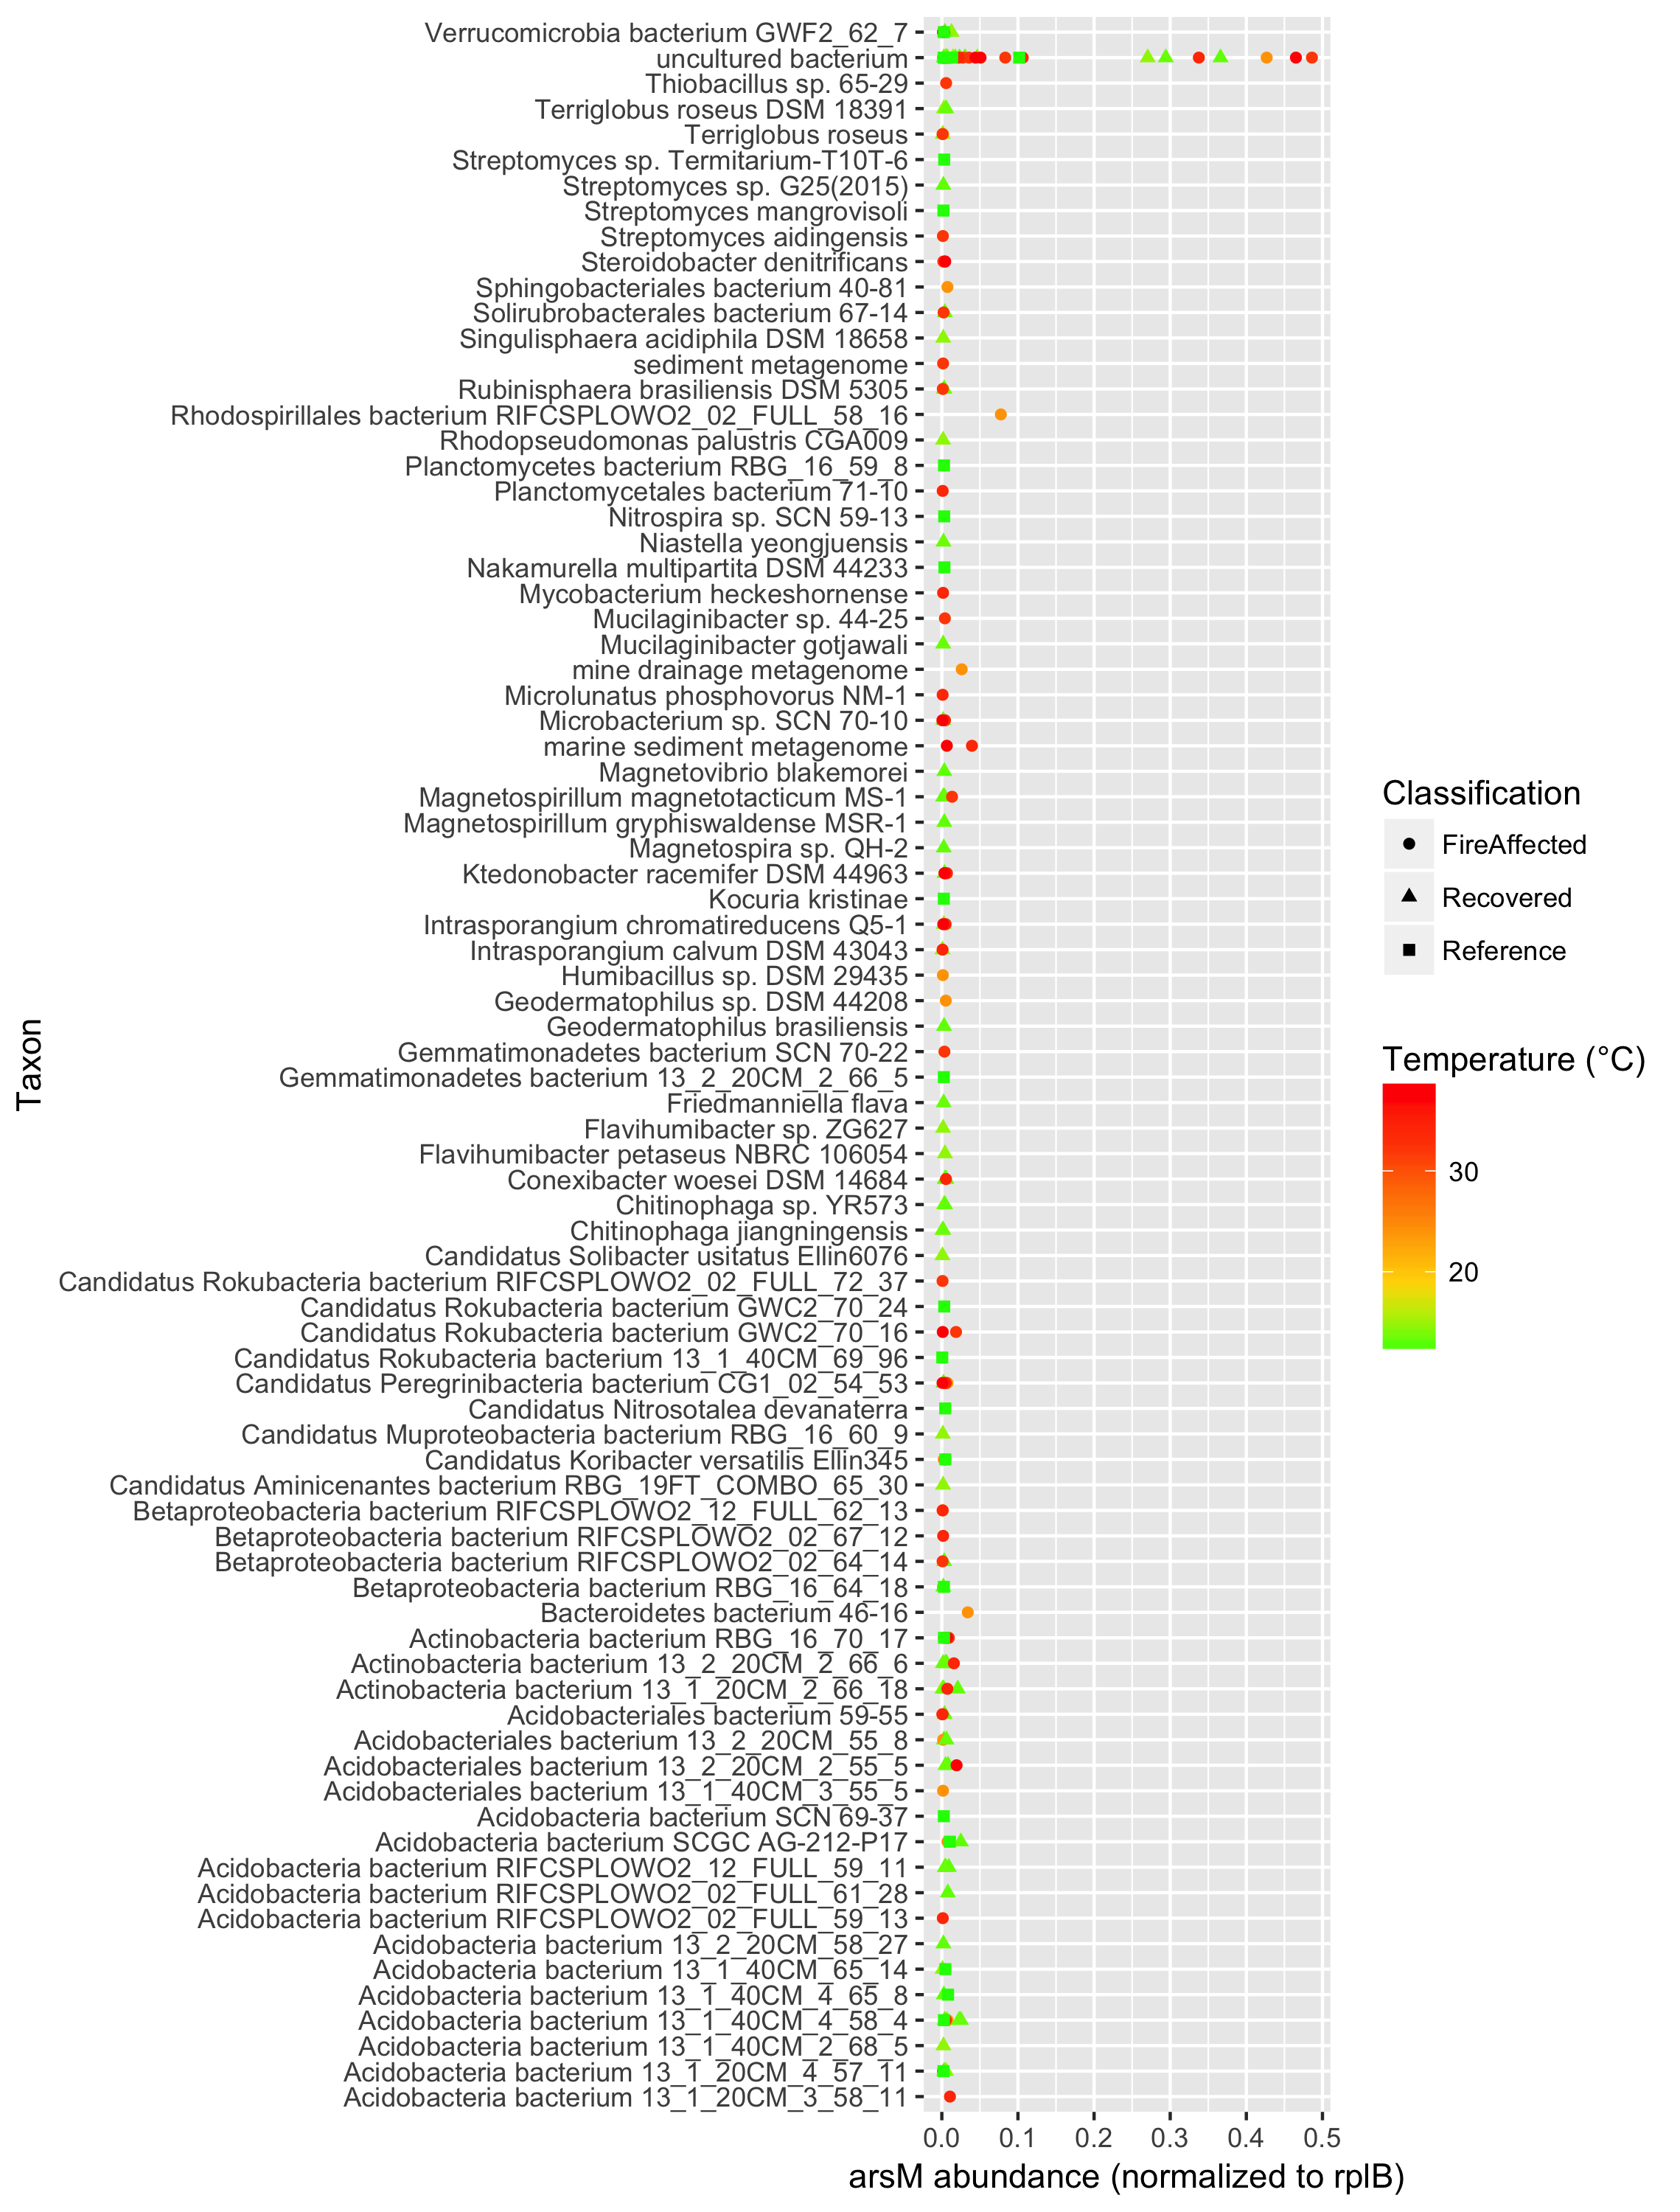 Verrucomicrobia bacterium GWF2_62_7
uncultured bacterium
Thiobacillus sp. 65-29
Terriglobus roseus DSM 18391
Terriglobus roseus
Streptomyces sp. Termitarium-T10T-6
Streptomyces sp. G25(2015)
Streptomyces mangrovisoli
Streptomyces aidingensis
Steroidobacter denitrificans
Sphingobacteriales bacterium 40-81
Solirubrobacterales bacterium 67-14
Singulisphaera acidiphila DSM 18658
sediment metagenome
Rubinisphaera brasiliensis DSM 5305
Rhodospirillales bacterium RIFCSPLOWO2_02_FULL_58_16
Rhodopseudomonas palustris CGA009
Planctomycetes bacterium RBG_16_59_8
Planctomycetales bacterium 71-10
Nitrospira sp. SCN 59-13
Niastella yeongjuensis
Nakamurella multipartita DSM 44233
Mycobacterium heckeshornense
Mucilaginibacter sp. 44-25
Mucilaginibacter gotjawali
mine drainage metagenome
Microlunatus phosphovorus NM-1
Microbacterium sp. SCN 70-10
marine sediment metagenome
Magnetovibrio blakemorei
Magnetospirillum magnetotacticum MS-1
Magnetospirillum gryphiswaldense MSR-1
Magnetospira sp. QH-2
Ktedonobacter racemifer DSM 44963
Kocuria kristinae
Intrasporangium chromatireducens Q5-1
Intrasporangium calvum DSM 43043
Humibacillus sp. DSM 29435
Geodermatophilus sp. DSM 44208
Geodermatophilus brasiliensis
Gemmatimonadetes bacterium SCN 70-22
Gemmatimonadetes bacterium 13_2_20CM_2_66_5
Friedmanniella flava
Flavihumibacter sp. ZG627
Flavihumibacter petaseus NBRC 106054
Conexibacter woesei DSM 14684
Chitinophaga sp. YR573
Chitinophaga jiangningensis
Candidatus Solibacter usitatus Ellin6076
Candidatus Rokubacteria bacterium RIFCSPLOWO2_02_FULL_72_37
Candidatus Rokubacteria bacterium GWC2_70_24
Candidatus Rokubacteria bacterium GWC2_70_16
Candidatus Rokubacteria bacterium 13_1_40CM_69_96
Candidatus Peregrinibacteria bacterium CG1_02_54_53
Candidatus Nitrosotalea devanaterra
Candidatus Muproteobacteria bacterium RBG_16_60_9
Candidatus Koribacter versatilis Ellin345
Candidatus Aminicenantes bacterium RBG_19FT_COMBO_65_30
Betaproteobacteria bacterium RIFCSPLOWO2_12_FULL_62_13
Betaproteobacteria bacterium RIFCSPLOWO2_02_67_12
Betaproteobacteria bacterium RIFCSPLOWO2_02_64_14
Betaproteobacteria bacterium RBG_16_64_18
Bacteroidetes bacterium 46-16
Actinobacteria bacterium RBG_16_70_17
Actinobacteria bacterium 13_2_20CM_2_66_6
Actinobacteria bacterium 13_1_20CM_2_66_18
Acidobacteriales bacterium 59-55
Acidobacteriales bacterium 13_2_20CM_55_8
Acidobacteriales bacterium 13_2_20CM_2_55_5
Acidobacteriales bacterium 13_1_40CM_3_55_5
Acidobacteria bacterium SCN 69-37
Acidobacteria bacterium SCGC AG-212-P17
Acidobacteria bacterium RIFCSPLOWO2_12_FULL_59_11
Acidobacteria bacterium RIFCSPLOWO2_02_FULL_61_28
Acidobacteria bacterium RIFCSPLOWO2_02_FULL_59_13
Acidobacteria bacterium 13_2_20CM_58_27
Acidobacteria bacterium 13_1_40CM_65_14
Acidobacteria bacterium 13_1_40CM_4_65_8
Acidobacteria bacterium 13_1_40CM_4_58_4
Acidobacteria bacterium 13_1_40CM_2_68_5
Acidobacteria bacterium 13_1_20CM_4_57_11
Acidobacteria bacterium 13_1_20CM_3_58_11
Taxon
0.0 0.1 0.2 0.3 0.4 0.5
arsM abundance (normalized to rplB)
Classification
FireAffected
Recovered
Reference
Temperature (°C)
30
20